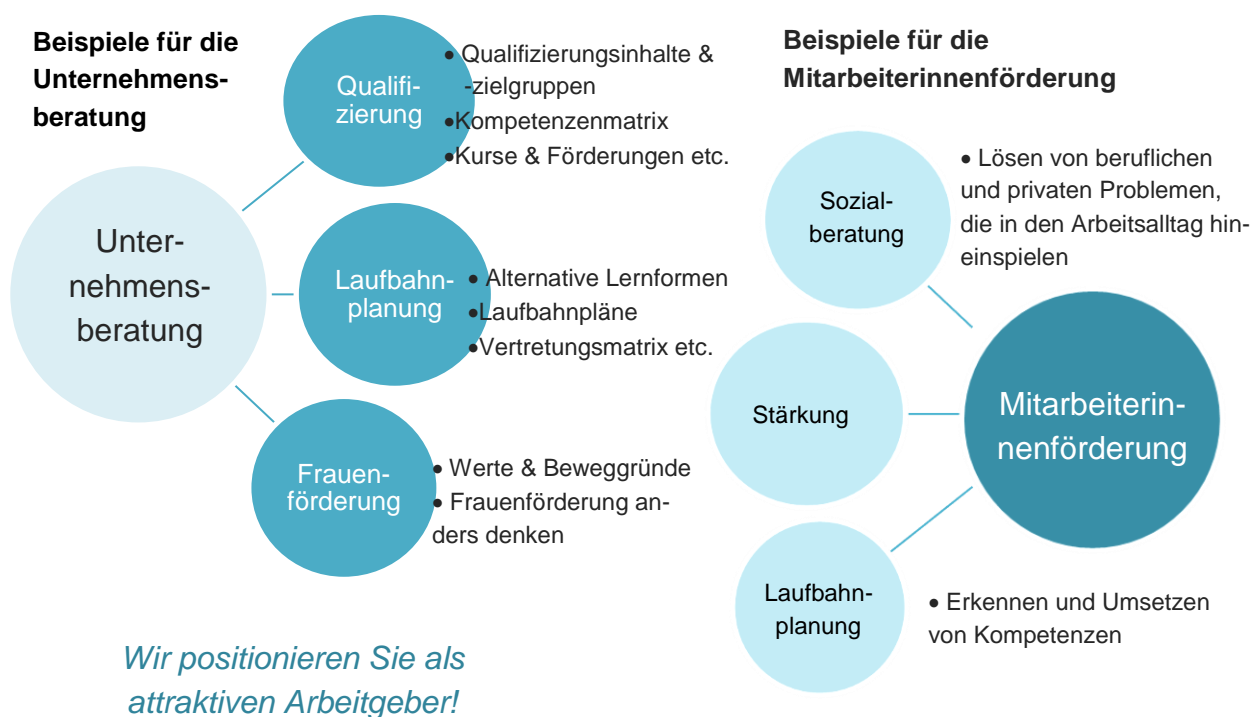 Beispiele für die
Unternehmens-
beratung
Unter-
nehmens-
beratung
Qualifi-
zierung
• Qualifizierungsinhalte &
-zielgruppen
•Kompetenzenmatrix
•Kurse & Förderungen etc.
Laufbahn-
planung
• Alternative Lernformen
•Laufbahnpläne
•Vertretungsmatrix etc.
Frauen-
förderung
• Werte & Beweggründe
• Frauenförderung an-
ders denken
Wir positionieren Sie als
attraktiven Arbeitgeber!
Beispiele für die
Mitarbeiterinnenförderung
Sozial-
beratung
• Lösen von beruflichen
und privaten Problemen,
die in den Arbeitsalltag hin-
einspielen
Stärkung
Mitarbeiterin-
nenförderung
Laufbahn-
planung
• Erkennen und Umsetzen
von Kompetenzen